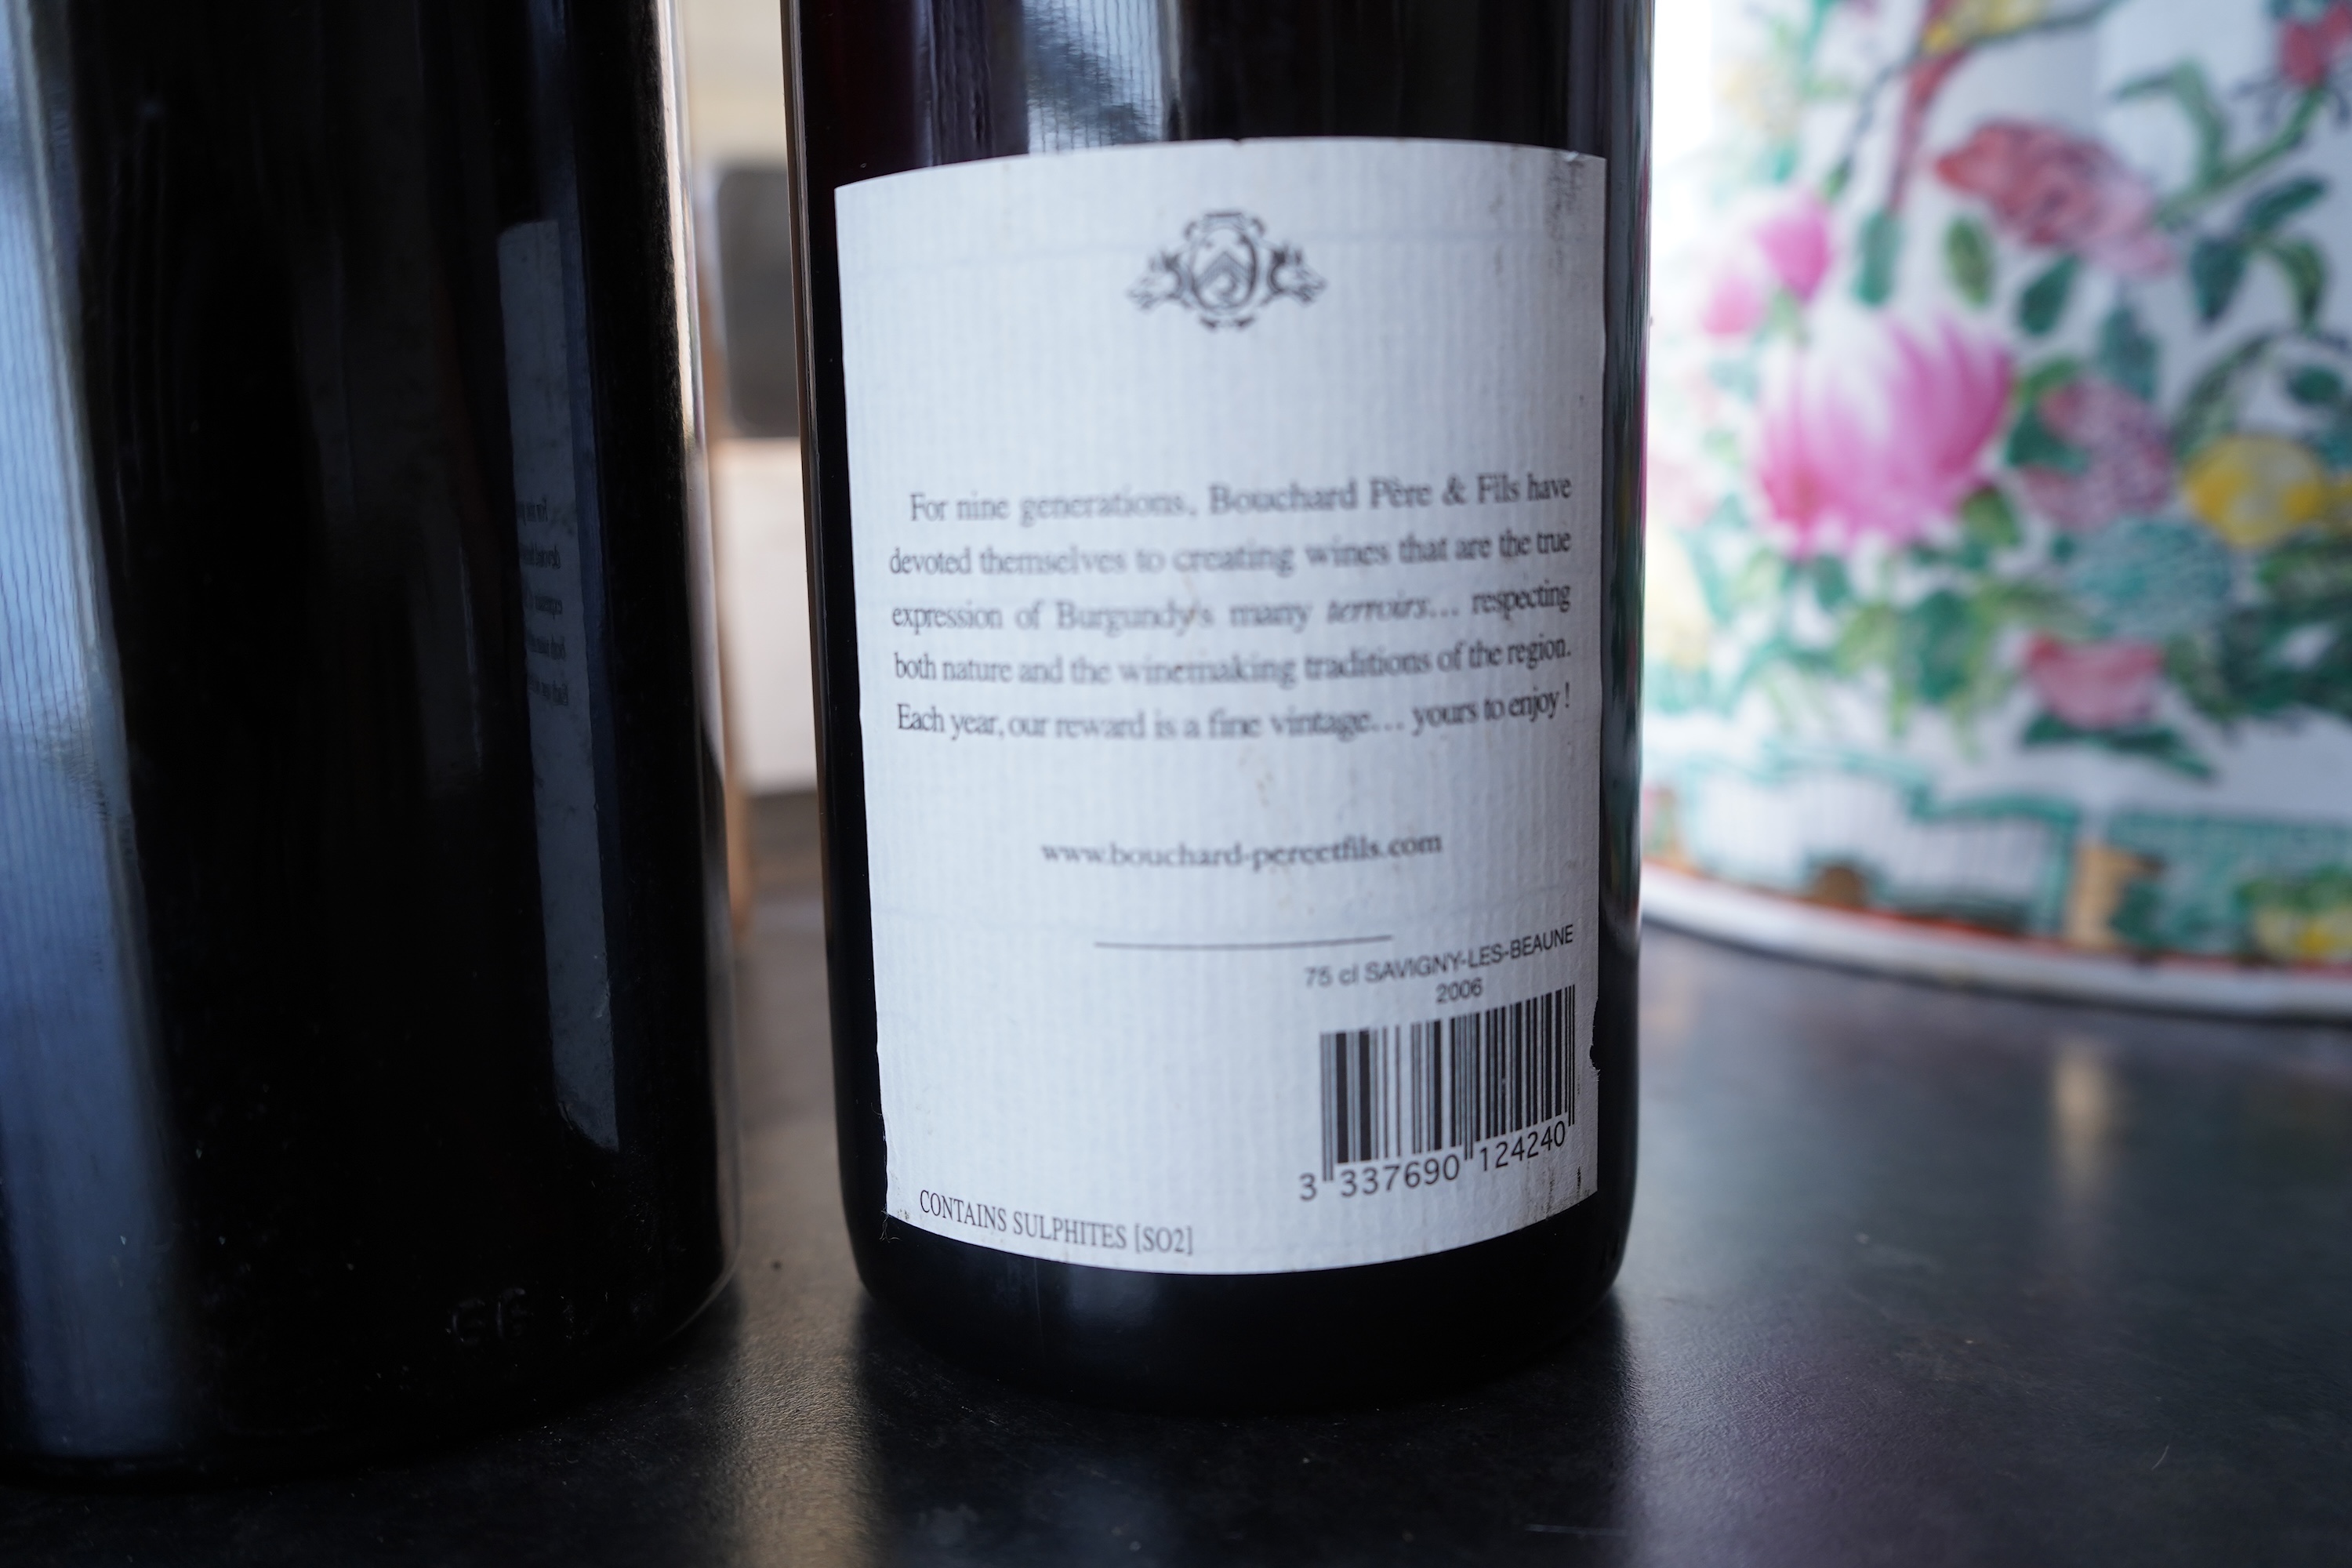 For nine generations, Bouchard Père & Fils have
devoted themselves to creating wines that are the true
expression of Burgundy's many terroirs... respecting
both nature and the winemaking traditions of the region.
Each year, our reward is a fine vintage... yours to enjoy !
www.bouchard-pereetfils.com
75 cl SAVIGNY-LES-BEAUNE
2006
3 337690 124240
CONTAINS SULPHITES [SO2]